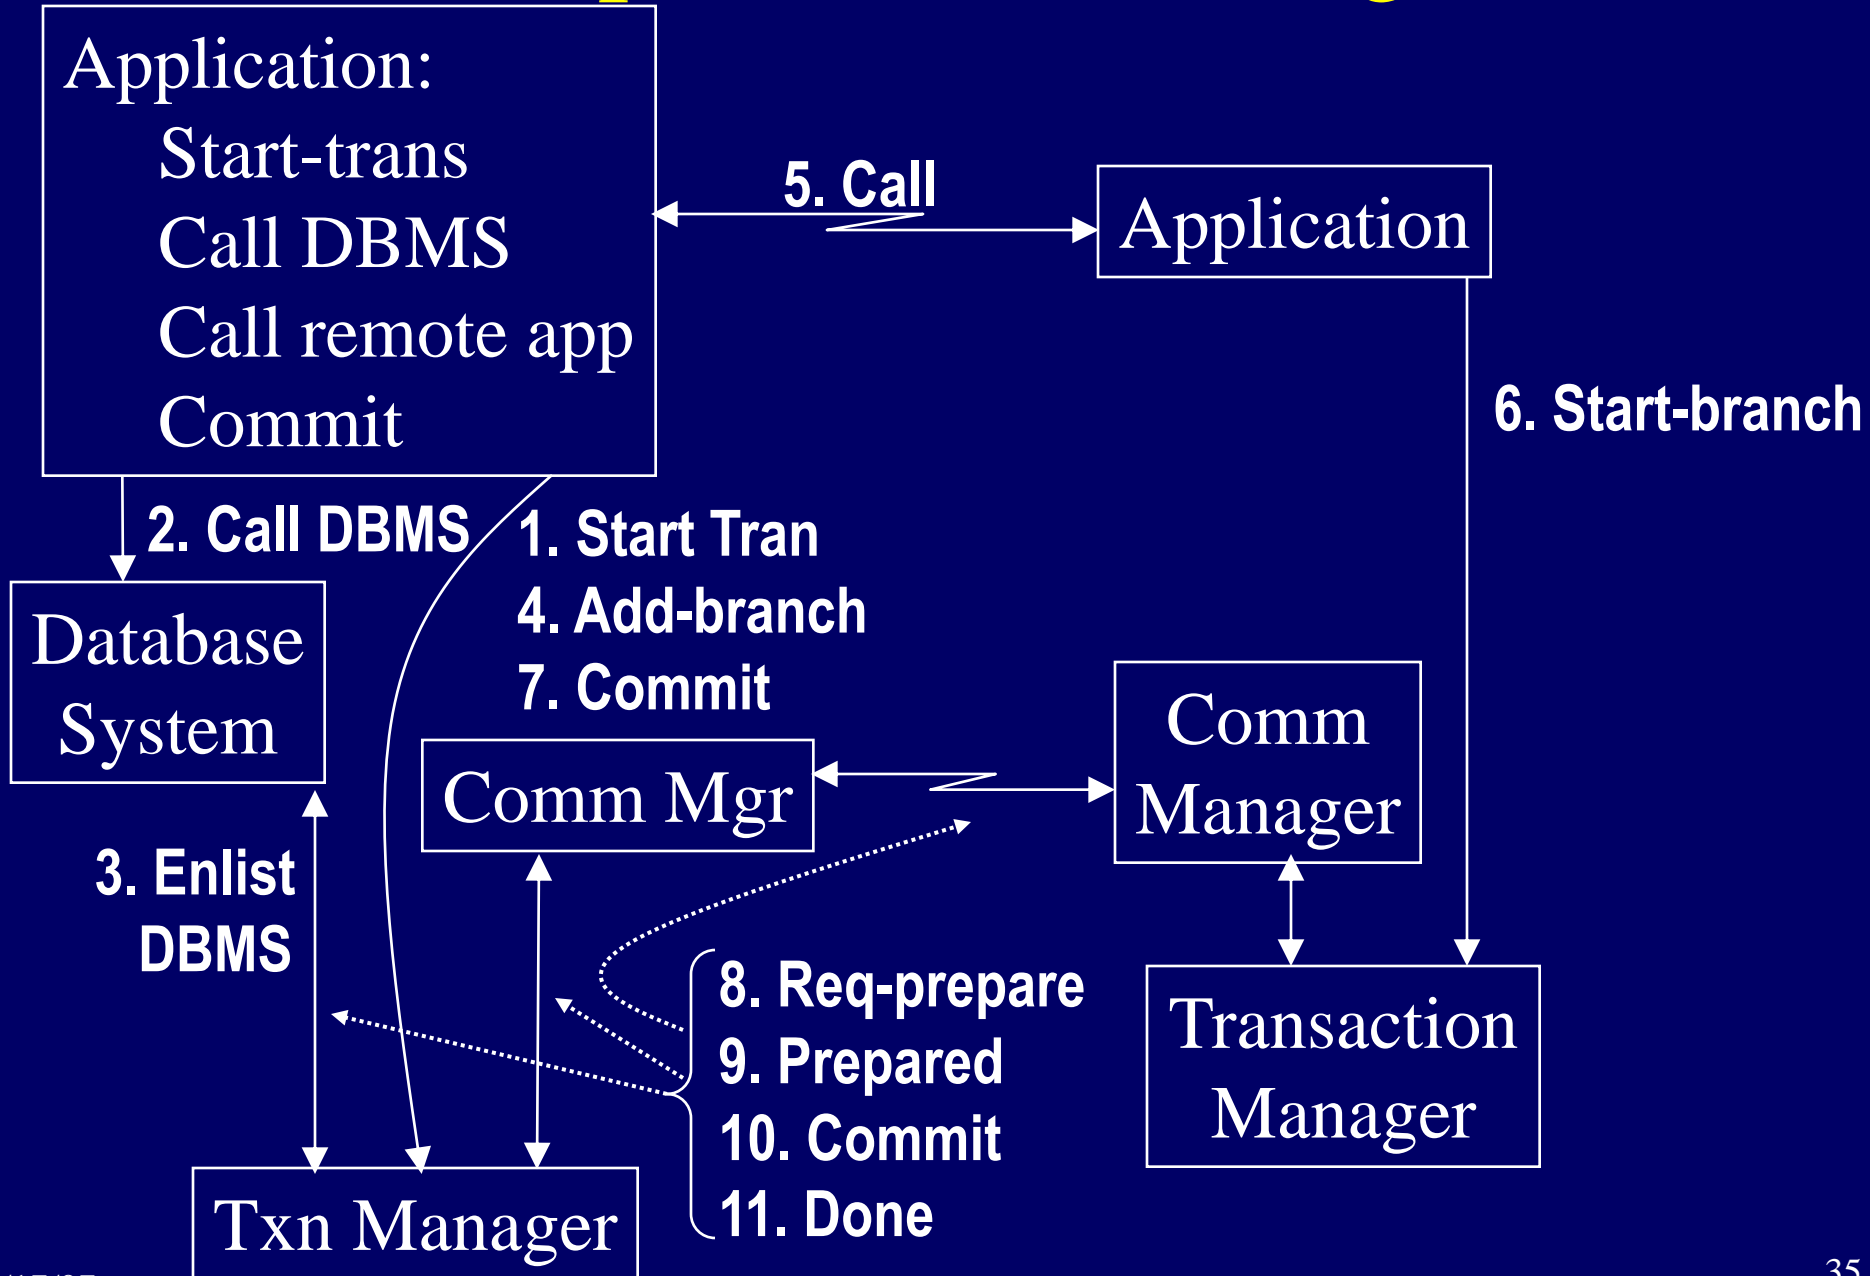 Application:
Start-trans
Call DBMS
Call remote app
Commit
5. Call
Application
6. Start-branch
2. Call DBMS
1. Start Tran
4. Add-branch
7. Commit
Database
System
Comm Mgr
Comm
Manager
3. Enlist
DBMS
8. Req-prepare
9. Prepared
10. Commit
11. Done
Transaction
Manager
Txn Manager
35